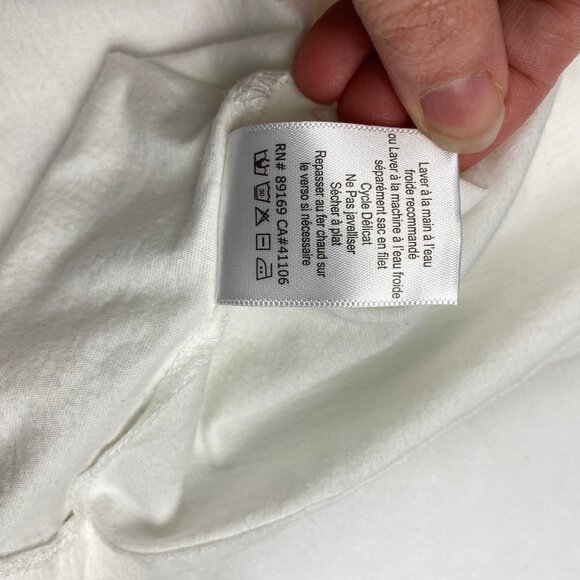 Laver à la main à l'eau
froide recommandé
ou Laver à la machine à l'eau froide
séparément sac en filet
Cycle Délicat
Ne Pas javelliser
Sécher à plat
Repasser au fer chaud sur
le verso si nécessaire
30
RN# 89169 CA#41106